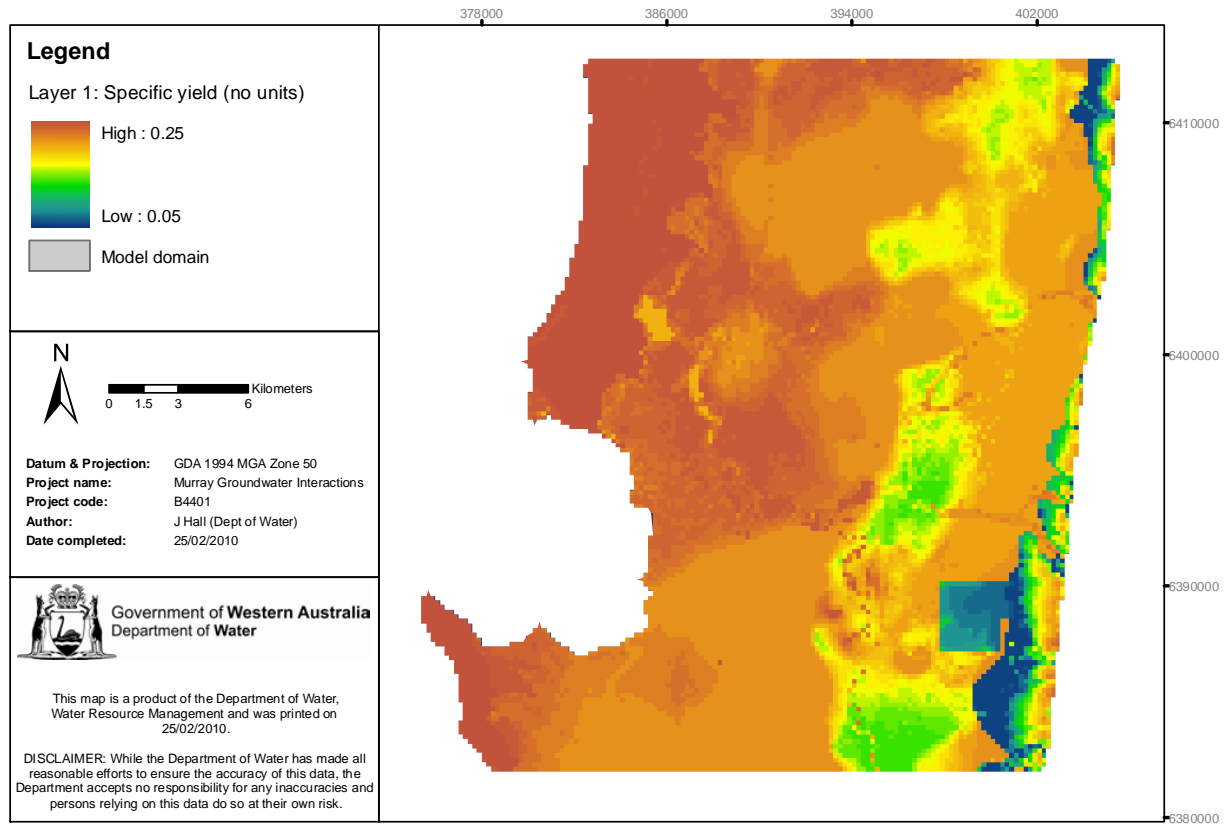 378000 386000 394000 402000
Legend
Layer 1: Specific yield (no units)
High : 0.25
Low : 0.05
Model domain
6410000
6400000
6390000
6380000
N
Kilometers
0 1.5 3 6
Datum & Projection: GDA 1994 MGA Zone 50
Project name: Murray Groundwater Interactions
Project code: B4401
Author: J Hall (Dept of Water)
Date completed: 25/02/2010
Government of Western Australia
Department of Water
This map is a product of the Department of Water,
Water Resource Management and was printed on
25/02/2010.
DISCLAIMER: While the Department of Water has made all
reasonable efforts to ensure the accuracy of this data, the
Department accepts no responsibility for any inaccuracies and
persons relying on this data do so at their own risk.